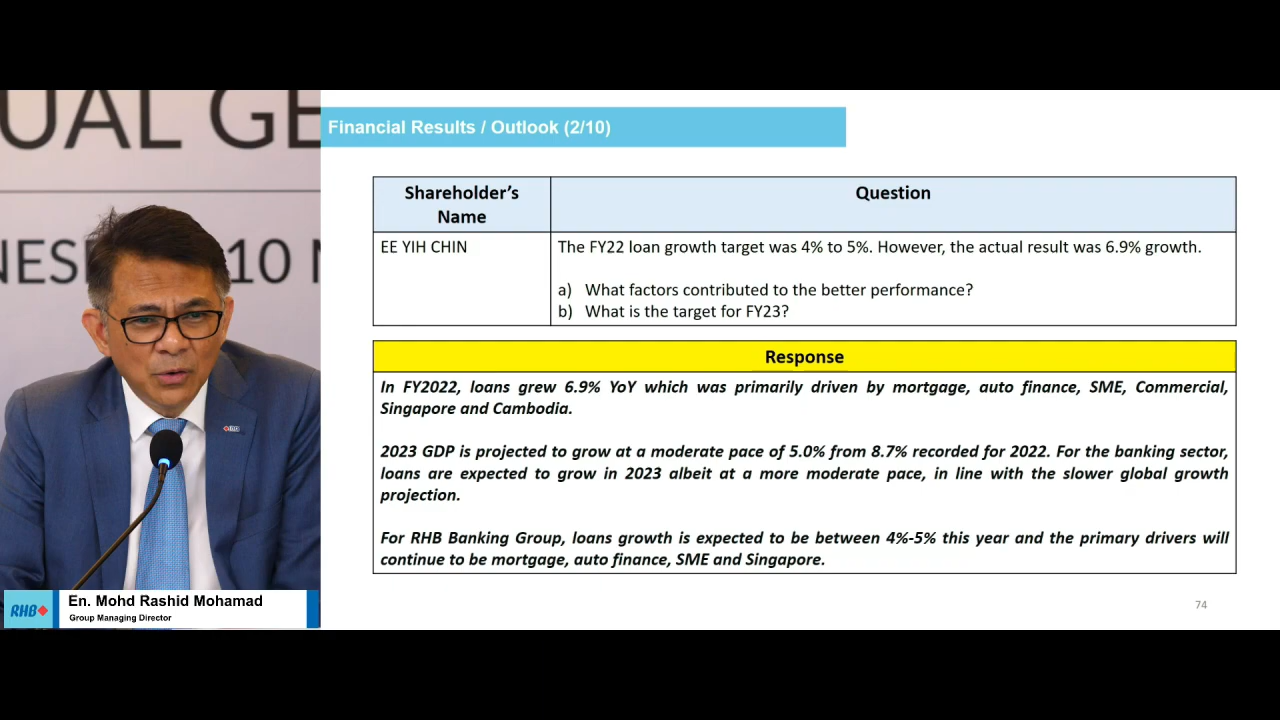 UAL GE
NES
10
Financial Results / Outlook (2/10)
Shareholder's
Name
Question
EE YIH CHIN
The FY22 loan growth target was 4% to 5%. However, the actual result was 6.9% growth.
a) What factors contributed to the better performance?
b) What is the target for FY23?
Response
In FY2022, loans grew 6.9% YoY which was primarily driven by mortgage, auto finance, SME, Commercial,
Singapore and Cambodia.
2023 GDP is projected to grow at a moderate pace of 5.0% from 8.7% recorded for 2022. For the banking sector,
loans are expected to grow in 2023 albeit at a more moderate pace, in line with the slower global growth
projection.
For RHB Banking Group, loans growth is expected to be between 4%-5% this year and the primary drivers will
continue to be mortgage, auto finance, SME and Singapore.
74
RHB
En. Mohd Rashid Mohamad
Group Managing Director